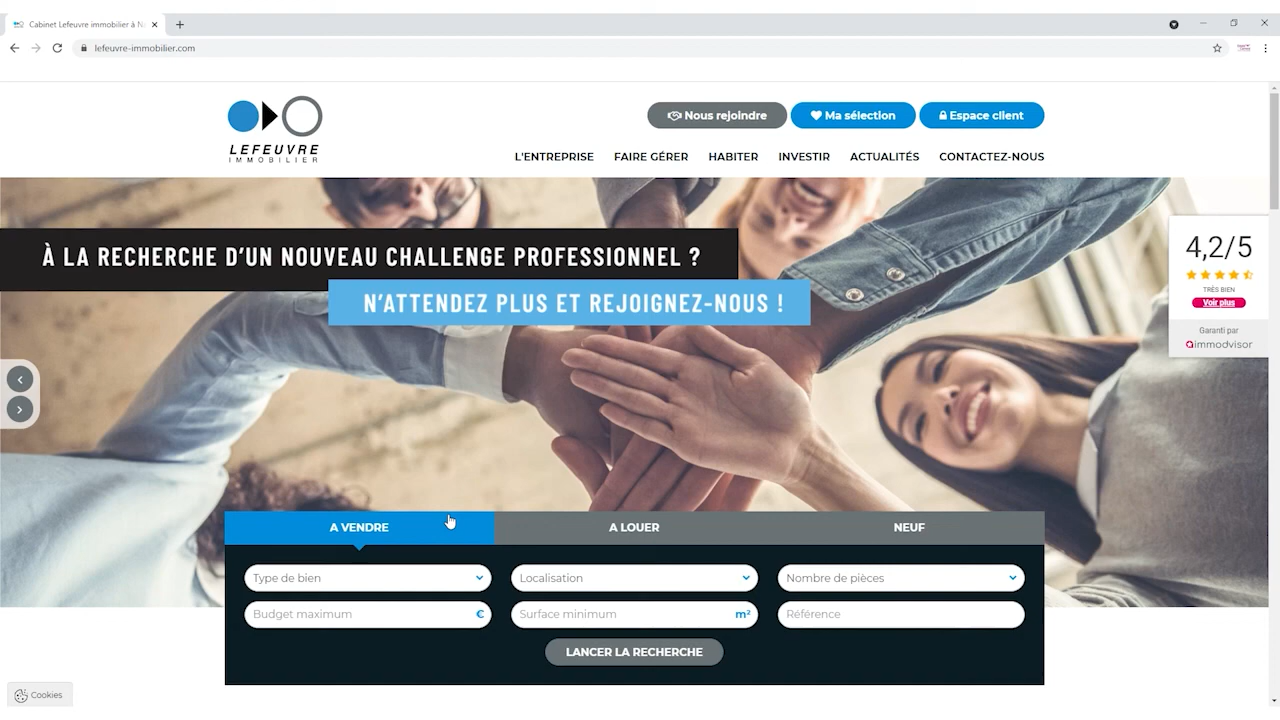 Cabinet Lefeuvre immobilier à N
lefeuvre-immobilier.com
LEFEUVRE
IMMOBILIER
Nous rejoindre
Ma sélection
Espace client
L'ENTREPRISE
FAIRE GÉRER
HABITER
INVESTIR
ACTUALITÉS
CONTACTEZ-NOUS
À LA RECHERCHE D'UN NOUVEAU CHALLENGE PROFESSIONNEL ?
N'ATTENDEZ PLUS ET REJOIGNEZ-NOUS !
4,2/5
TRÈS BIEN
Voir plus
Garanti par
immodvisor
A VENDRE
A LOUER
NEUF
Type de bien
Localisation
Nombre de pièces
Budget maximum €
Surface minimum m²
Référence
LANCER LA RECHERCHE
Cookies